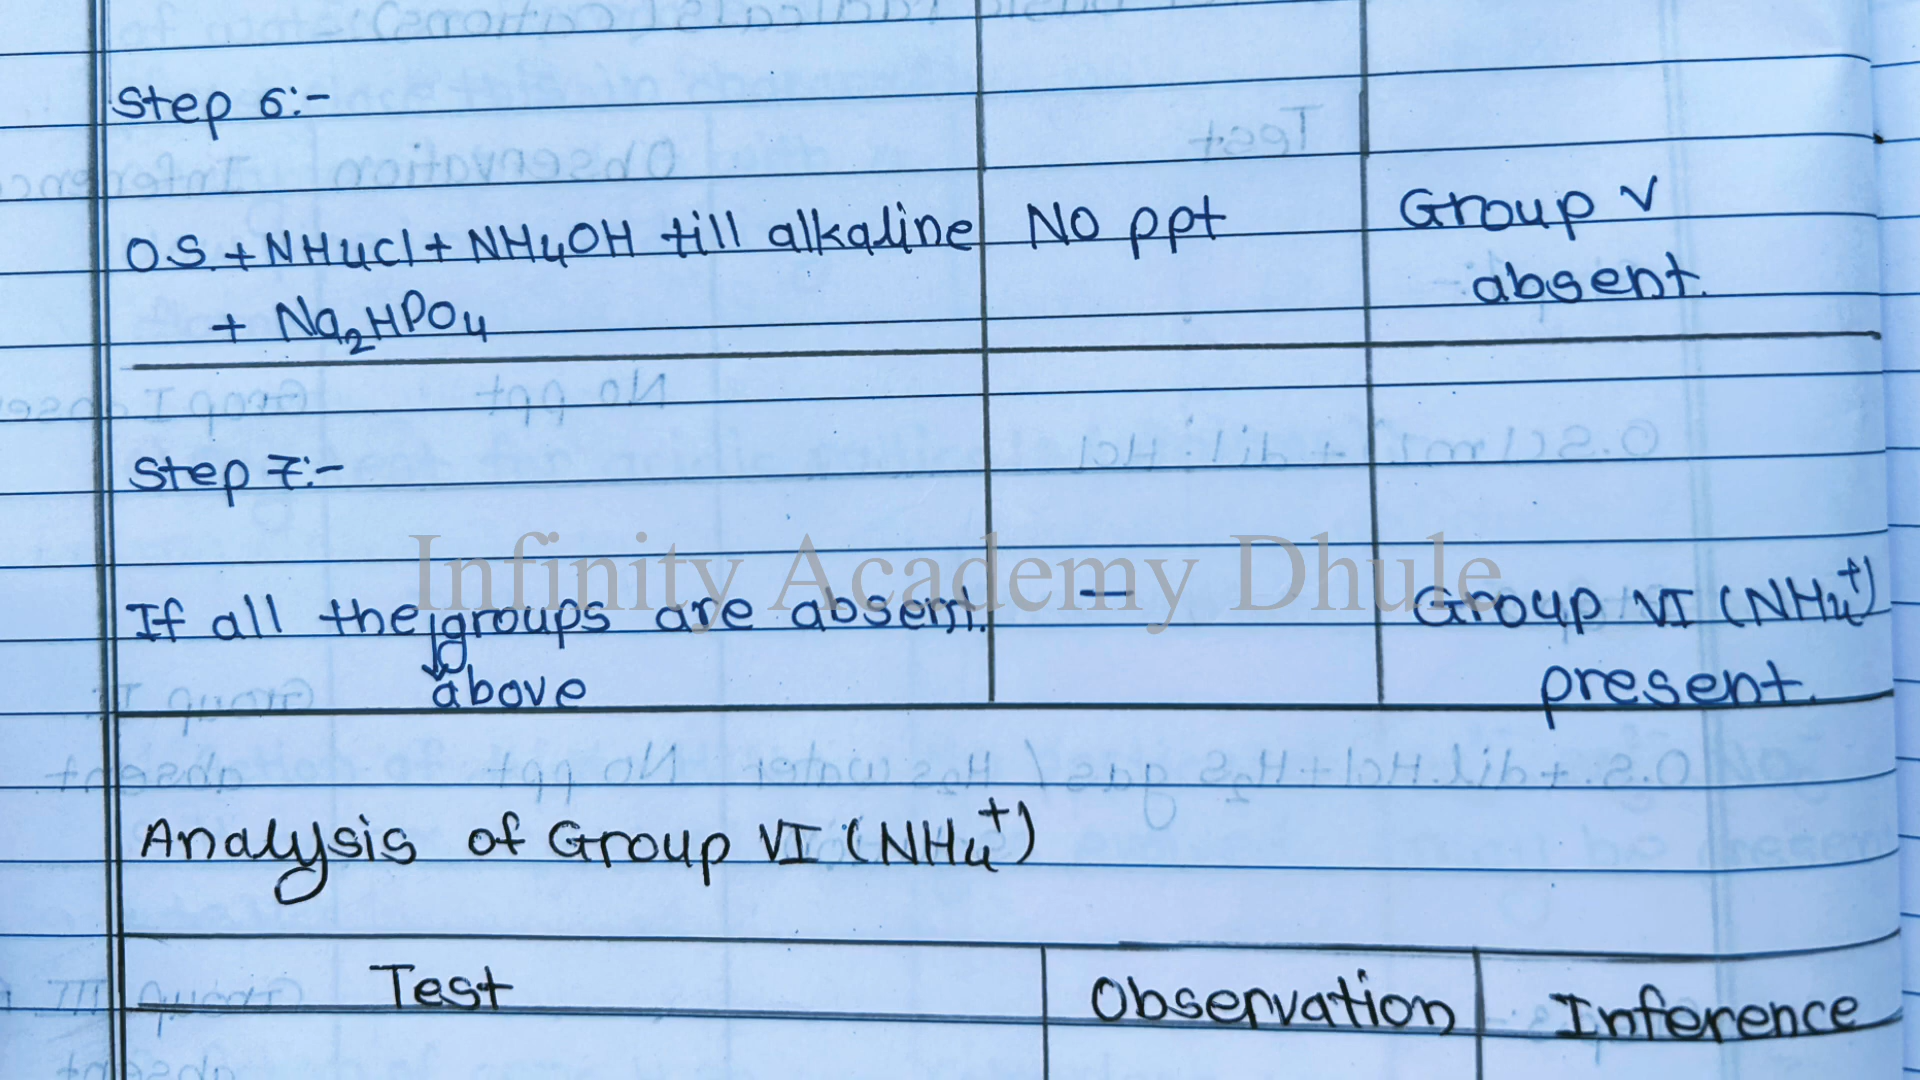 Step 6:-
O.S. + NH4Cl + NH4OH till alkaline No ppt Group V
+ Na2HPO4 absent.
Step 7:-
Infinity Academy Dhule
If all the groups are absent. — Group VI (NH4+)
above present.
Analysis of Group VI (NH4+)
Test Observation Inference